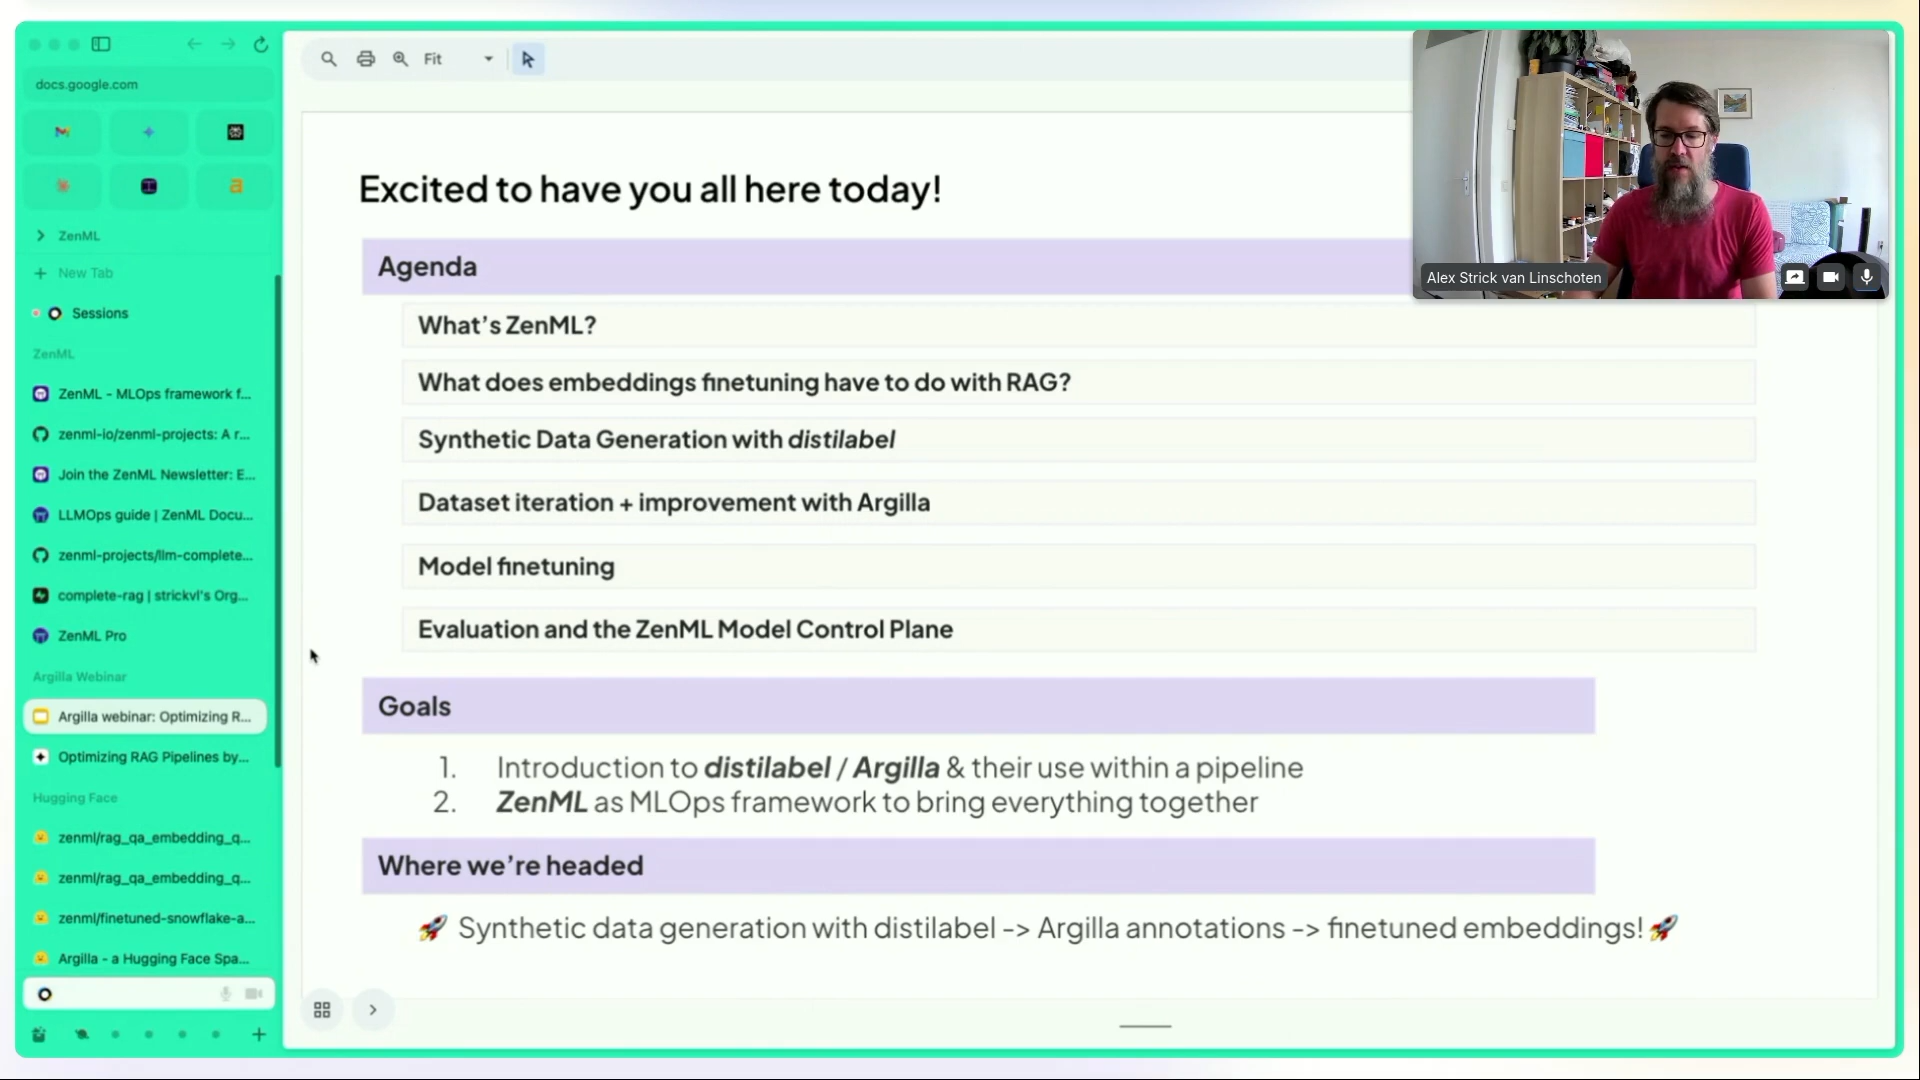 docs.google.com
ZenML
New Tab
Sessions
ZenML
ZenML - MLOps framework f...
zenml-io/zenml-projects: A r...
Join the ZenML Newsletter: E...
LLMOps guide | ZenML Docu...
zenml-projects/llm-complete...
complete-rag | strickvl's Org...
ZenML Pro
Argilla Webinar
Argilla webinar: Optimizing R...
Optimizing RAG Pipelines by...
Hugging Face
zenml/rag_qa_embedding_q...
zenml/rag_qa_embedding_q...
zenml/finetuned-snowflake-a...
Argilla - a Hugging Face Spa...
Fit
Excited to have you all here today!
Agenda
What's ZenML?
What does embeddings finetuning have to do with RAG?
Synthetic Data Generation with distilabel
Dataset iteration + improvement with Argilla
Model finetuning
Evaluation and the ZenML Model Control Plane
Goals
1. Introduction to distilabel / Argilla & their use within a pipeline
2. ZenML as MLOps framework to bring everything together
Where we're headed
🚀 Synthetic data generation with distilabel -> Argilla annotations -> finetuned embeddings! 🚀
Alex Strick van Linschoten